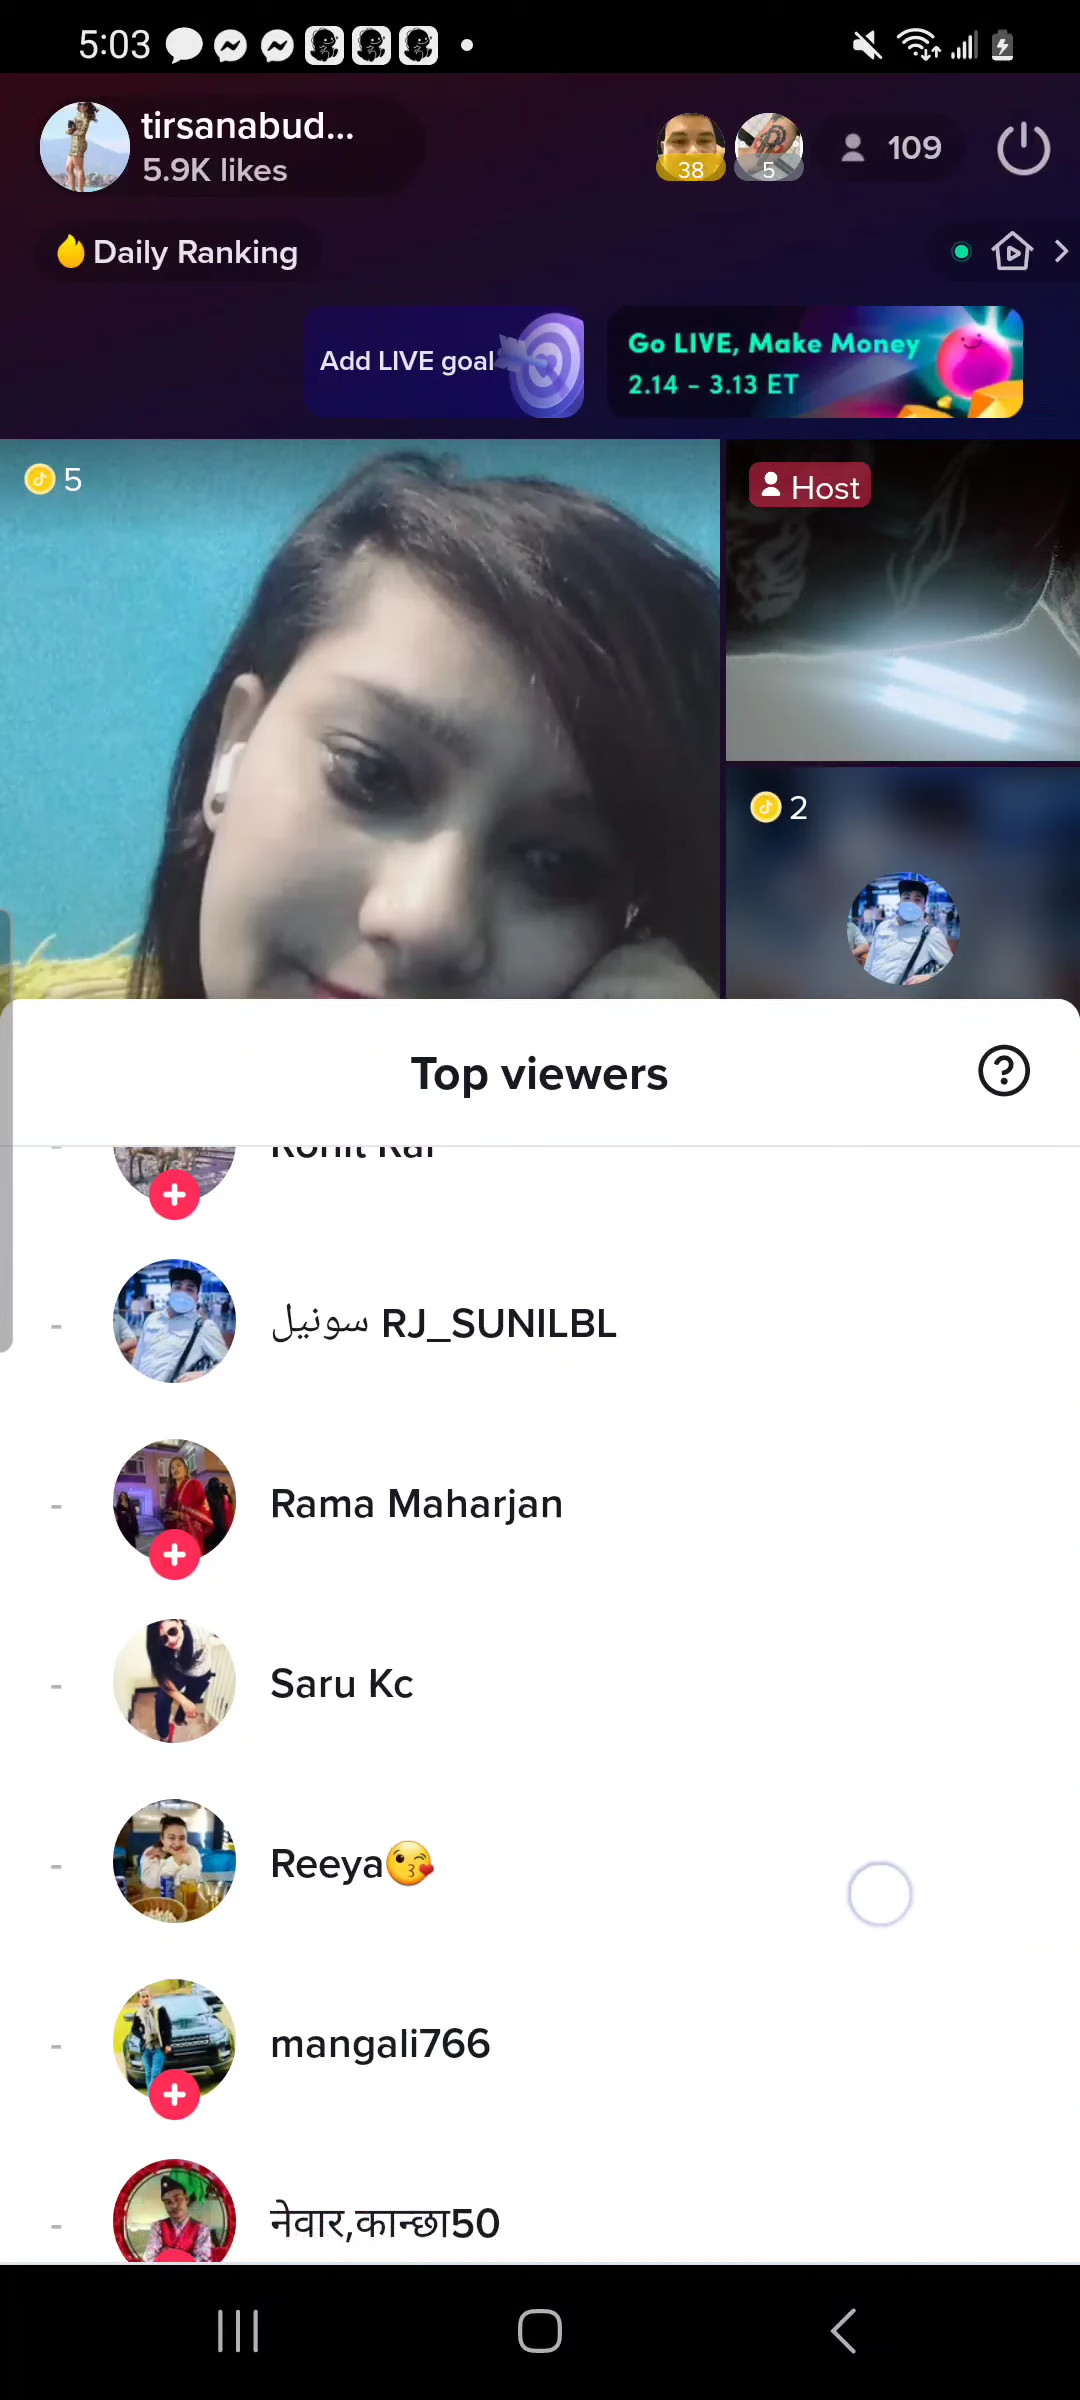 5:03
tirsanabud...
5.9K likes
38
5
109
Daily Ranking
Add LIVE goal
Go LIVE, Make Money
2.14 - 3.13 ET
5
Host
2
Top viewers
سونيل RJ_SUNILBL
Rama Maharjan
Saru Kc
Reeya😘
mangali766
नेवार,कान्छा50